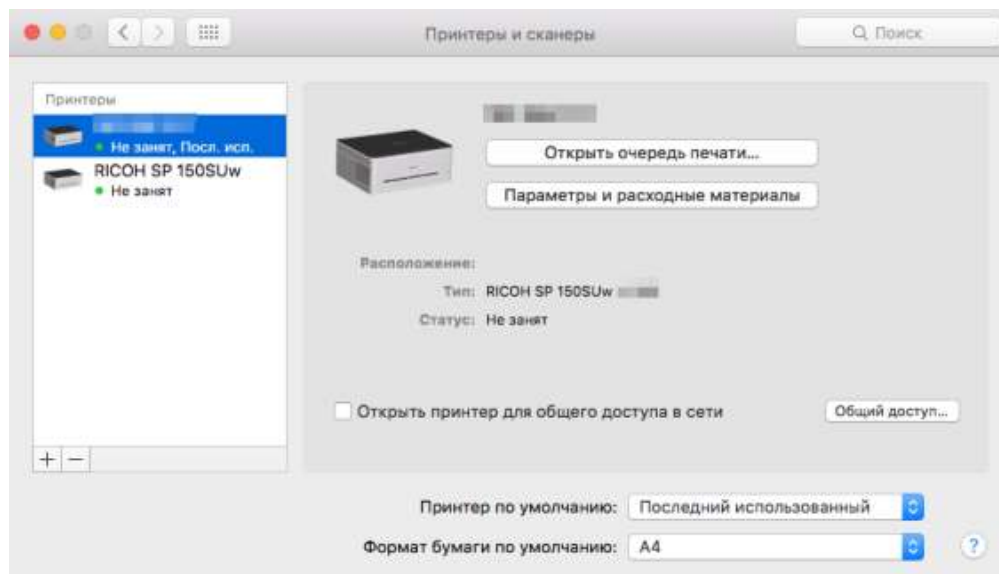 Принтеры и сканеры
Поиск
Принтеры
Не занят, Посл. исп.
RICOH SP 150SUw
Не занят
Открыть очередь печати...
Параметры и расходные материалы
Расположение:
Тип: RICOH SP 150SUw
Статус: Не занят
Открыть принтер для общего доступа в сети
Общий доступ...
+ −
Принтер по умолчанию: Последний использованный
Формат бумаги по умолчанию: A4
?